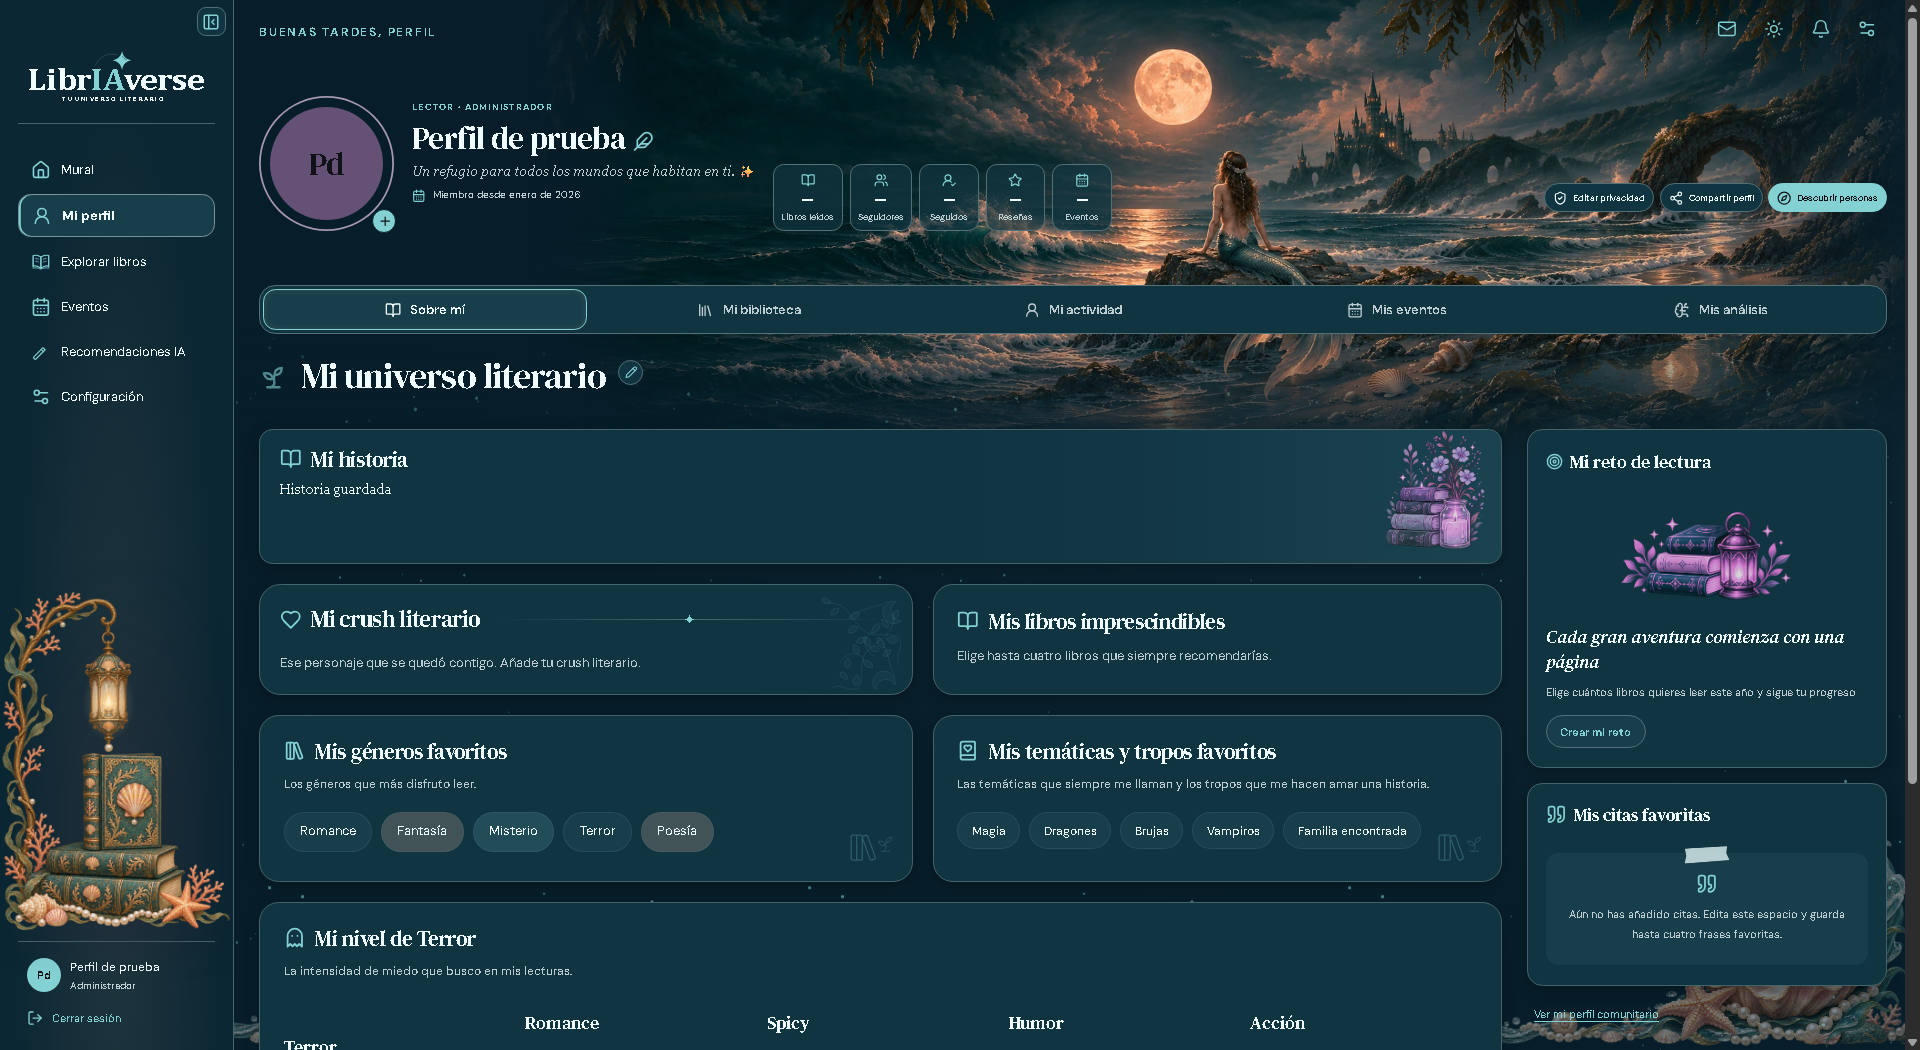 LibrIAverse
TU UNIVERSO LITERARIO
Mural
Mi perfil
Explorar libros
Eventos
Recomendaciones IA
Configuración
Pd
Perfil de prueba
Administrador
Cerrar sesión
BUENAS TARDES, PERFIL
Pd
LECTOR • ADMINISTRADOR
Perfil de prueba
Un refugio para todos los mundos que habitan en ti. ✨
Miembro desde enero de 2026
— Libros leídos
— Seguidores
— Seguidos
— Reseñas
— Eventos
Editar privacidad
Compartir perfil
Descubrir personas
Sobre mí
Mi biblioteca
Mi actividad
Mis eventos
Mis análisis
Mi universo literario
Mi historia
Historia guardada
Mi crush literario
Ese personaje que se quedó contigo. Añade tu crush literario.
Mis libros imprescindibles
Elige hasta cuatro libros que siempre recomendarías.
Mis géneros favoritos
Los géneros que más disfruto leer.
Romance
Fantasía
Misterio
Terror
Poesía
Mis temáticas y tropos favoritos
Las temáticas que siempre me llaman y los tropos que me hacen amar una historia.
Magia
Dragones
Brujas
Vampiros
Familia encontrada
Mi nivel de Terror
La intensidad de miedo que busco en mis lecturas.
Romance
Spicy
Humor
Acción
Terror
Mi reto de lectura
Cada gran aventura comienza con una
página
Elige cuántos libros quieres leer este año y sigue tu progreso
Crear mi reto
Mis citas favoritas
Aún no has añadido citas. Edita este espacio y guarda
hasta cuatro frases favoritas.
Ver mi perfil comunitario